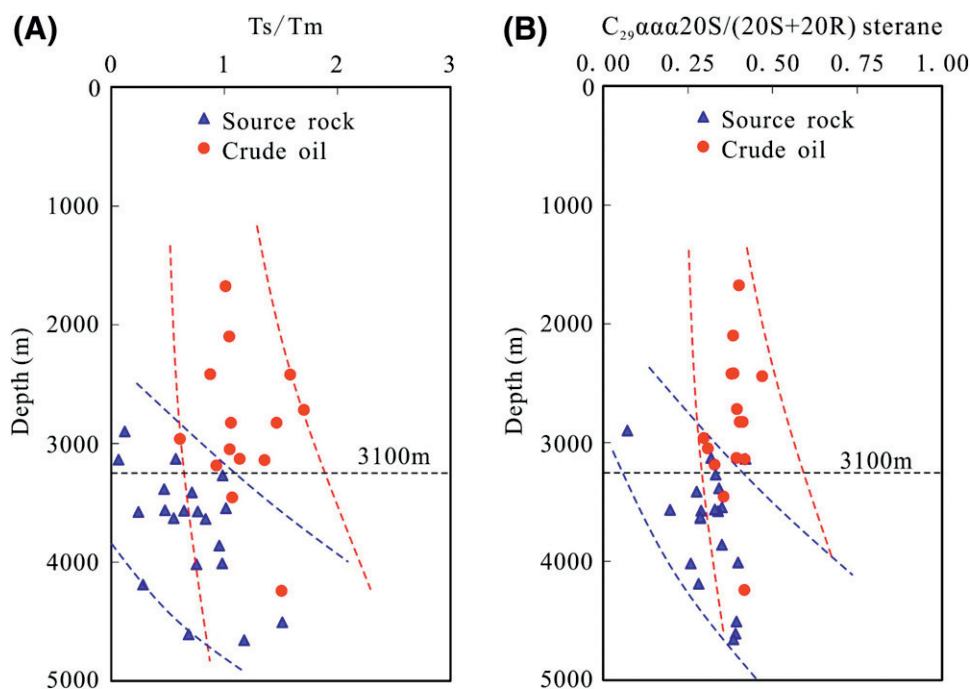 (A)
Ts/Tm
0 1 2 3
0
1000
2000
3000
4000
5000
Depth (m)
Source rock
Crude oil
3100m
(B)
C₂₉ααα20S/(20S+20R) sterane
0.00 0.25 0.50 0.75 1.00
0
1000
2000
3000
4000
5000
Depth (m)
Source rock
Crude oil
3100m